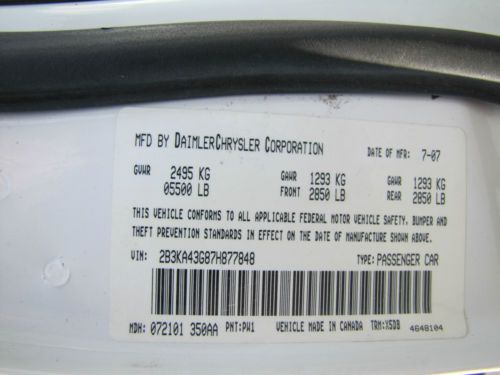 MFD BY DAIMLERCHRYSLER CORPORATION DATE OF MFR: 7-07
GVWR 2495 KG GAWR 1293 KG GAWR 1293 KG
05500 LB FRONT 2850 LB REAR 2850 LB
THIS VEHICLE CONFORMS TO ALL APPLICABLE FEDERAL MOTOR VEHICLE SAFETY, BUMPER AND
THEFT PREVENTION STANDARDS IN EFFECT ON THE DATE OF MANUFACTURE SHOWN ABOVE.
VIN: 2B3KA43G87H877848 TYPE: PASSENGER CAR
MDH: 072101 350AA PNT: PW1 VEHICLE MADE IN CANADA TRM: X5DB 4648104